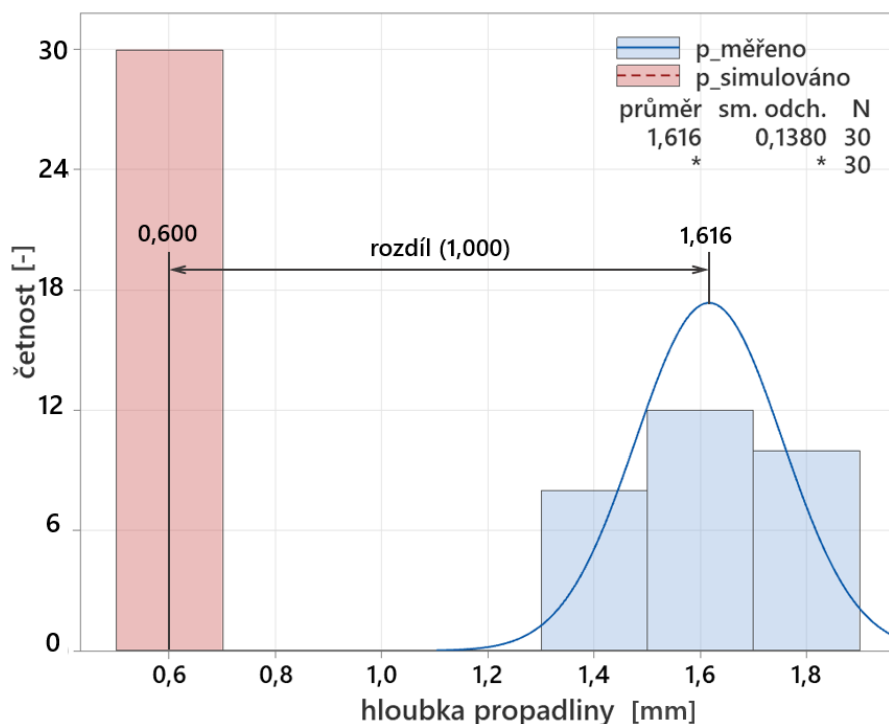 30
24
18
12
6
0
četnost [-]
p_měřeno
p_simulováno
průměr sm. odch. N
1,616 0,1380 30
* * 30
0,600
rozdíl (1,000)
1,616
0,6 0,8 1,0 1,2 1,4 1,6 1,8
hloubka propadliny [mm]